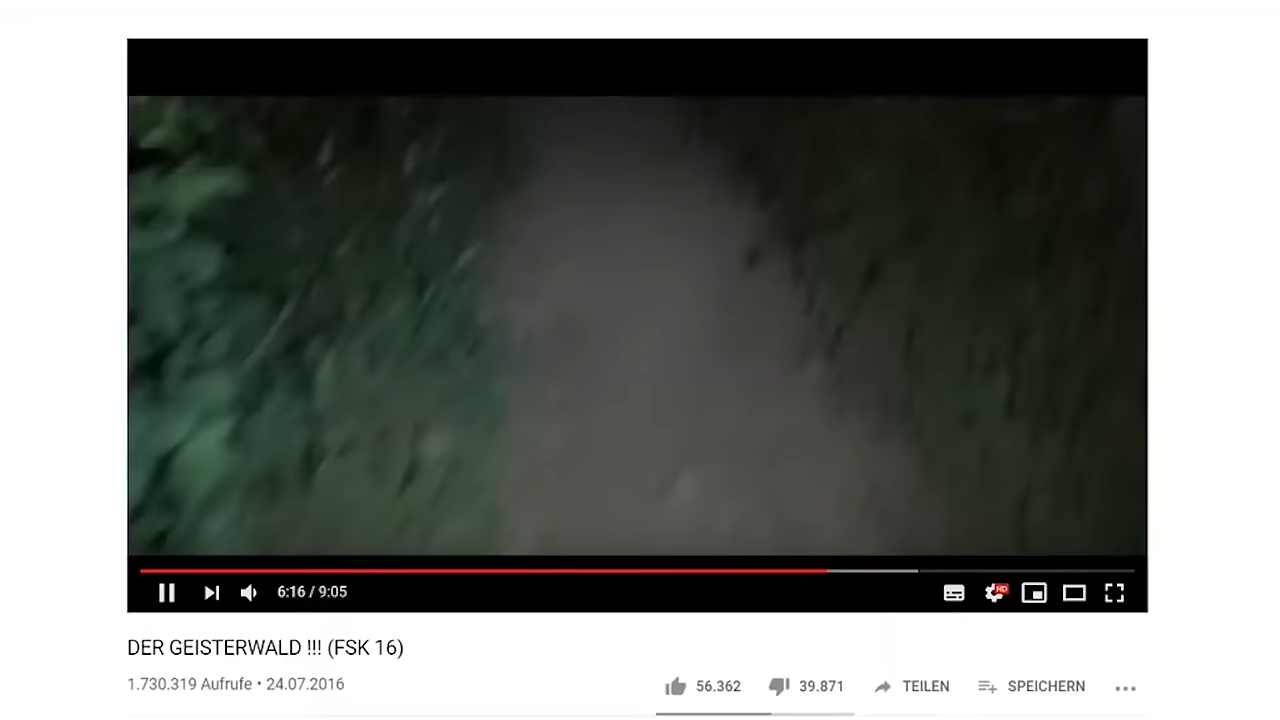 6:16 / 9:05
HD
DER GEISTERWALD !!! (FSK 16)
1.730.319 Aufrufe • 24.07.2016
56.362
39.871
TEILEN
SPEICHERN